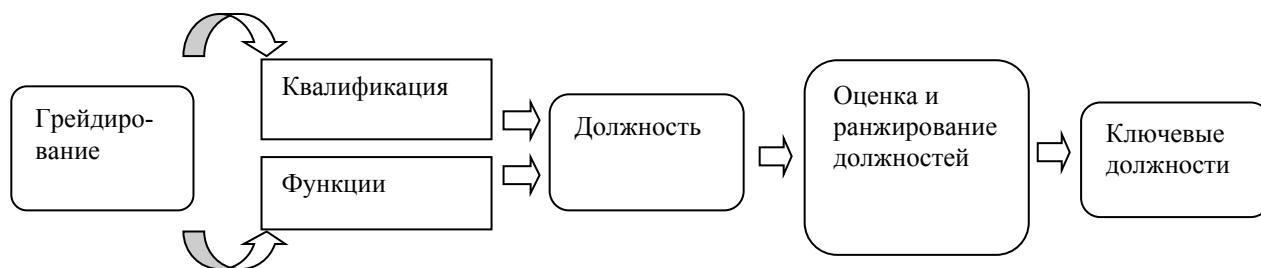 Грейдиро-
вание
Квалификация
Функции
Должность
Оценка и
ранжирование
должностей
Ключевые
должности